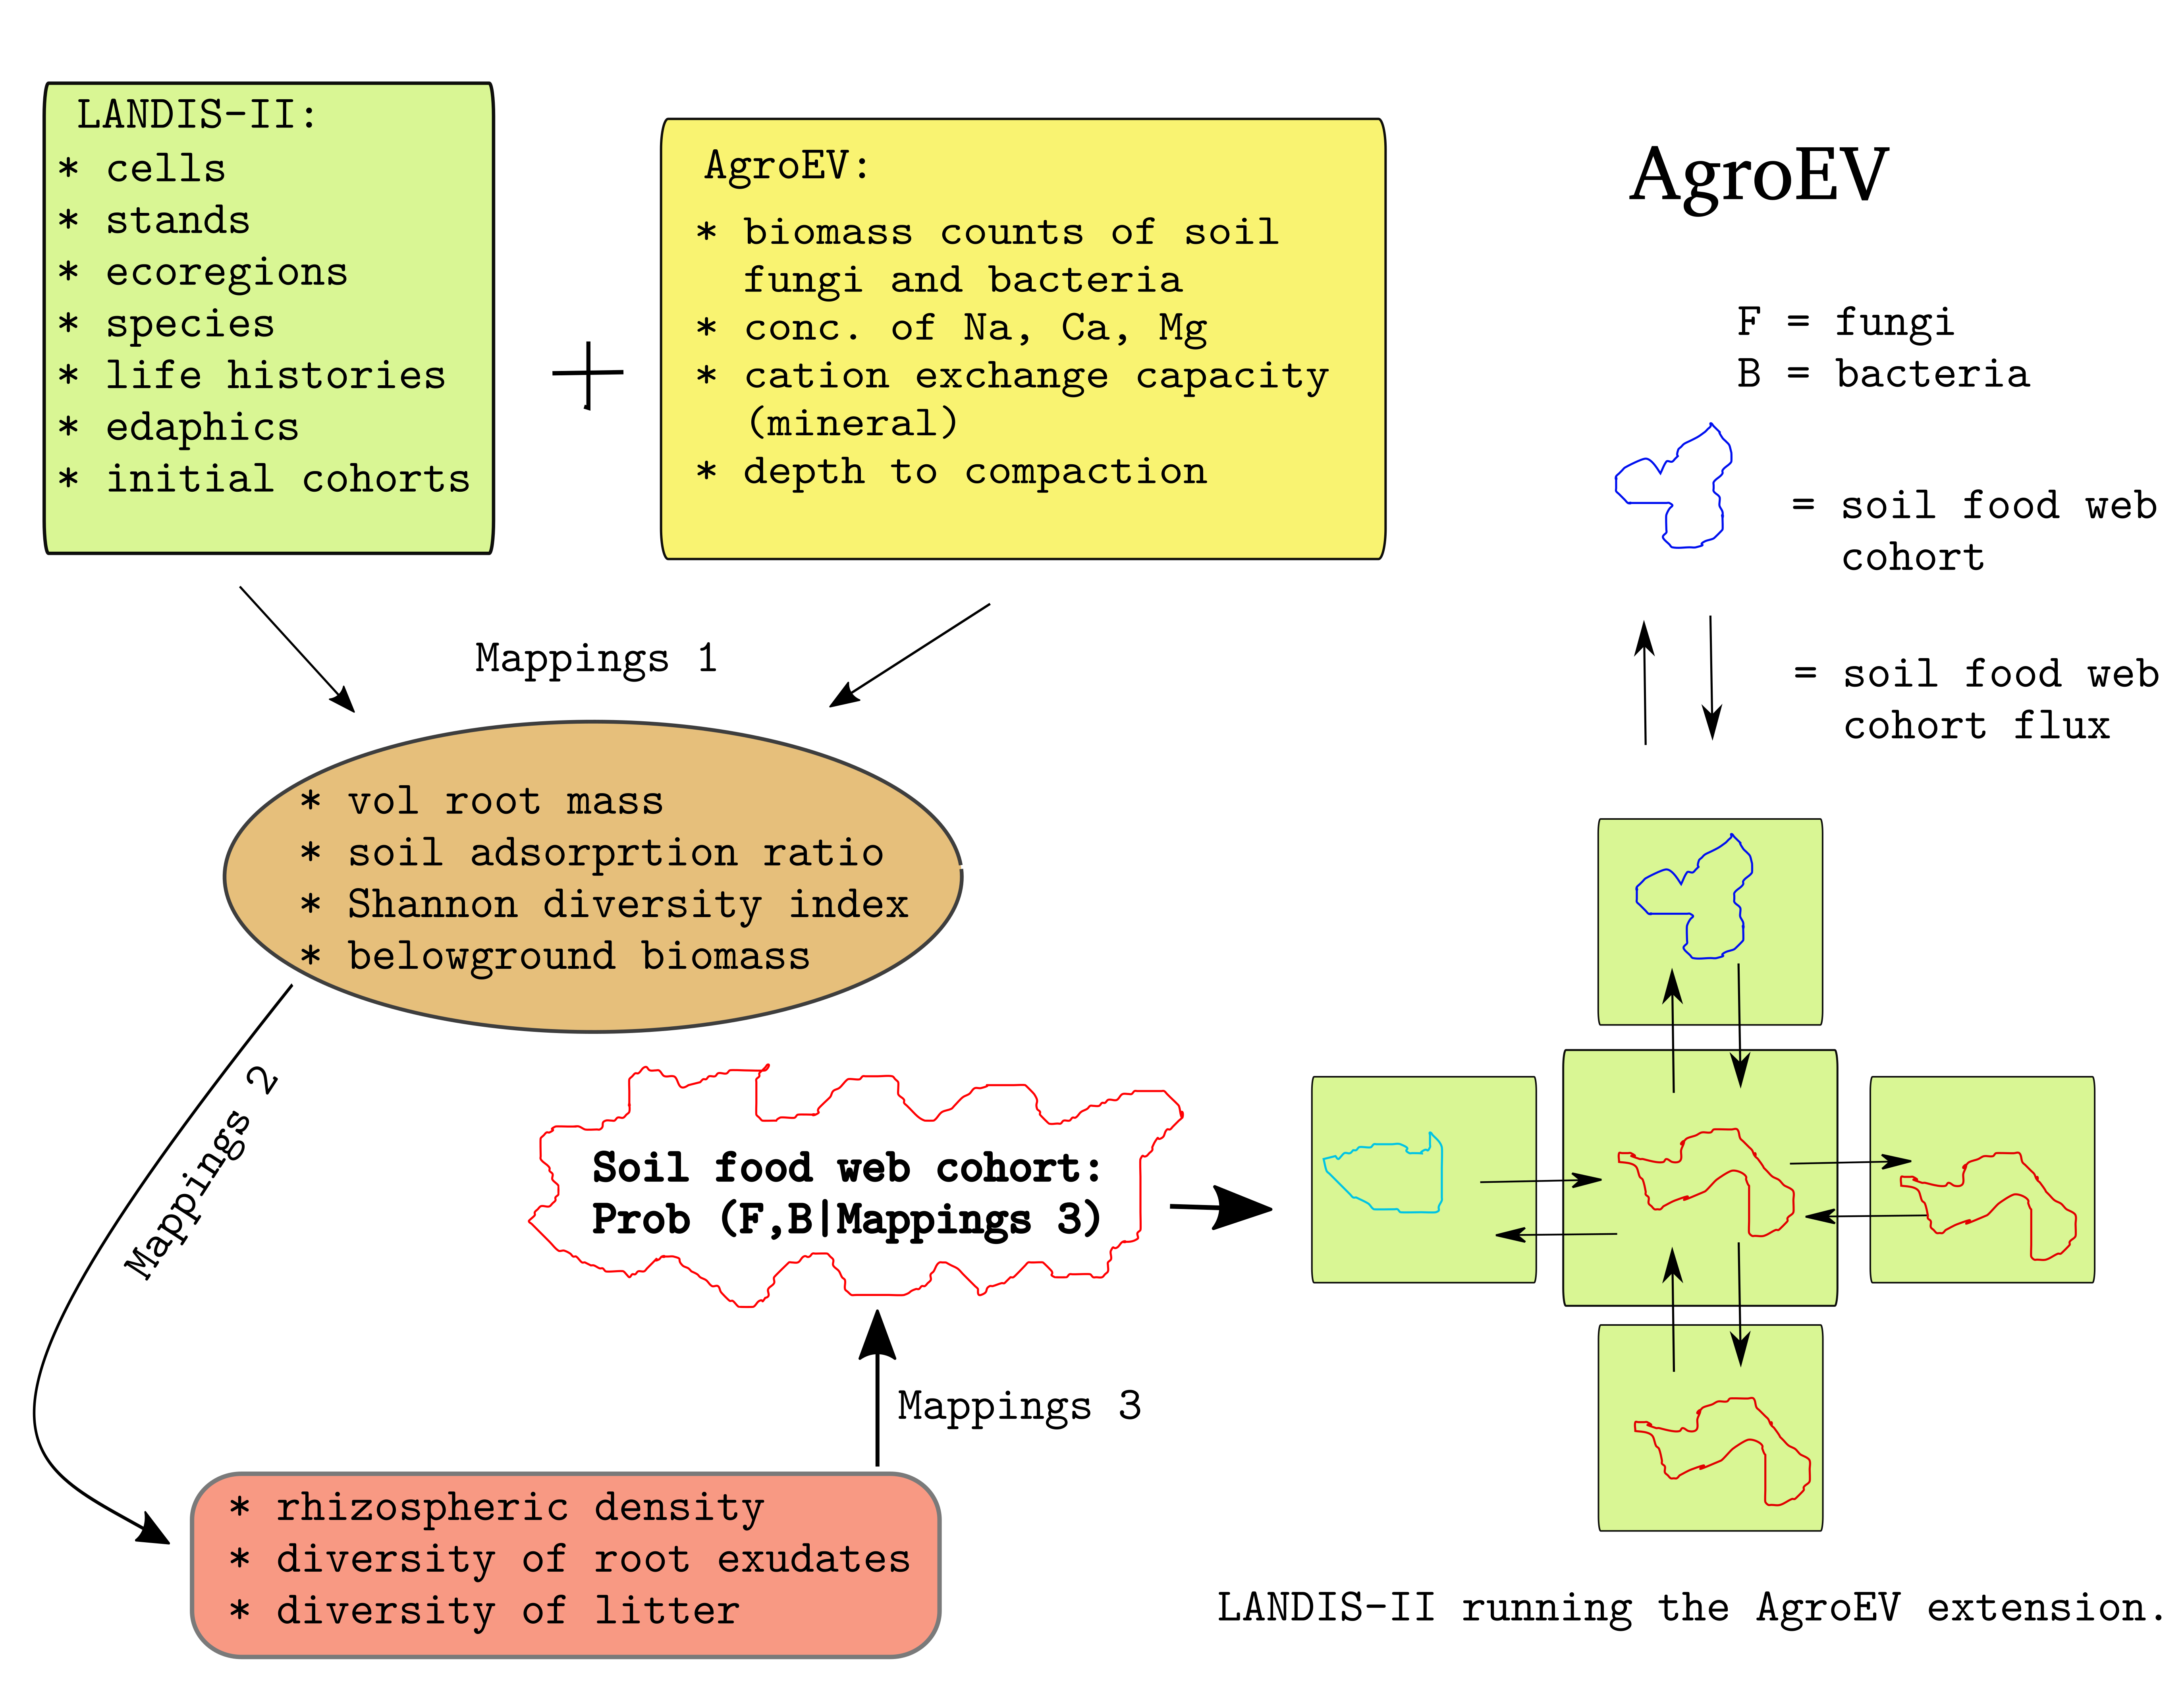 LANDIS-II:
* cells
* stands
* ecoregions
* species
* life histories
* edaphics
* initial cohorts
+
AgroEV:
* biomass counts of soil
fungi and bacteria
* conc. of Na, Ca, Mg
* cation exchange capacity
(mineral)
* depth to compaction
AgroEV
F = fungi
B = bacteria
= soil food web
cohort
= soil food web
cohort flux
Mappings 1
* vol root mass
* soil adsorprtion ratio
* Shannon diversity index
* belowground biomass
Mappings 2
Soil food web cohort:
Prob (F,B|Mappings 3)
Mappings 3
* rhizospheric density
* diversity of root exudates
* diversity of litter
LANDIS-II running the AgroEV extension.